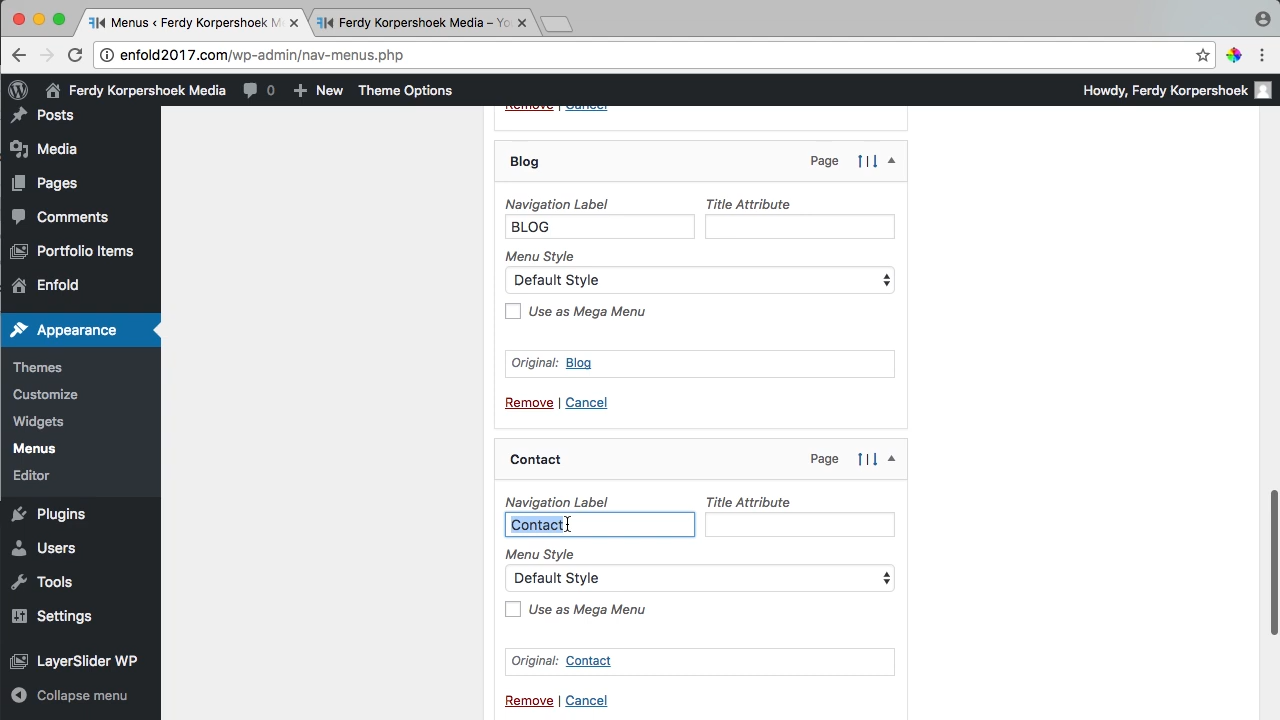 Menus ‹ Ferdy Korpershoek M
Ferdy Korpershoek Media – Yo
enfold2017.com/wp-admin/nav-menus.php
Ferdy Korpershoek Media 0 New Theme Options Howdy, Ferdy Korpershoek
Posts
Media
Pages
Comments
Portfolio Items
Enfold
Appearance
Themes
Customize
Widgets
Menus
Editor
Plugins
Users
Tools
Settings
LayerSlider WP
Collapse menu
Remove | Cancel
Blog Page
Navigation Label Title Attribute
BLOG
Menu Style
Default Style
Use as Mega Menu
Original: Blog
Remove | Cancel
Contact Page
Navigation Label Title Attribute
Contact
Menu Style
Default Style
Use as Mega Menu
Original: Contact
Remove | Cancel